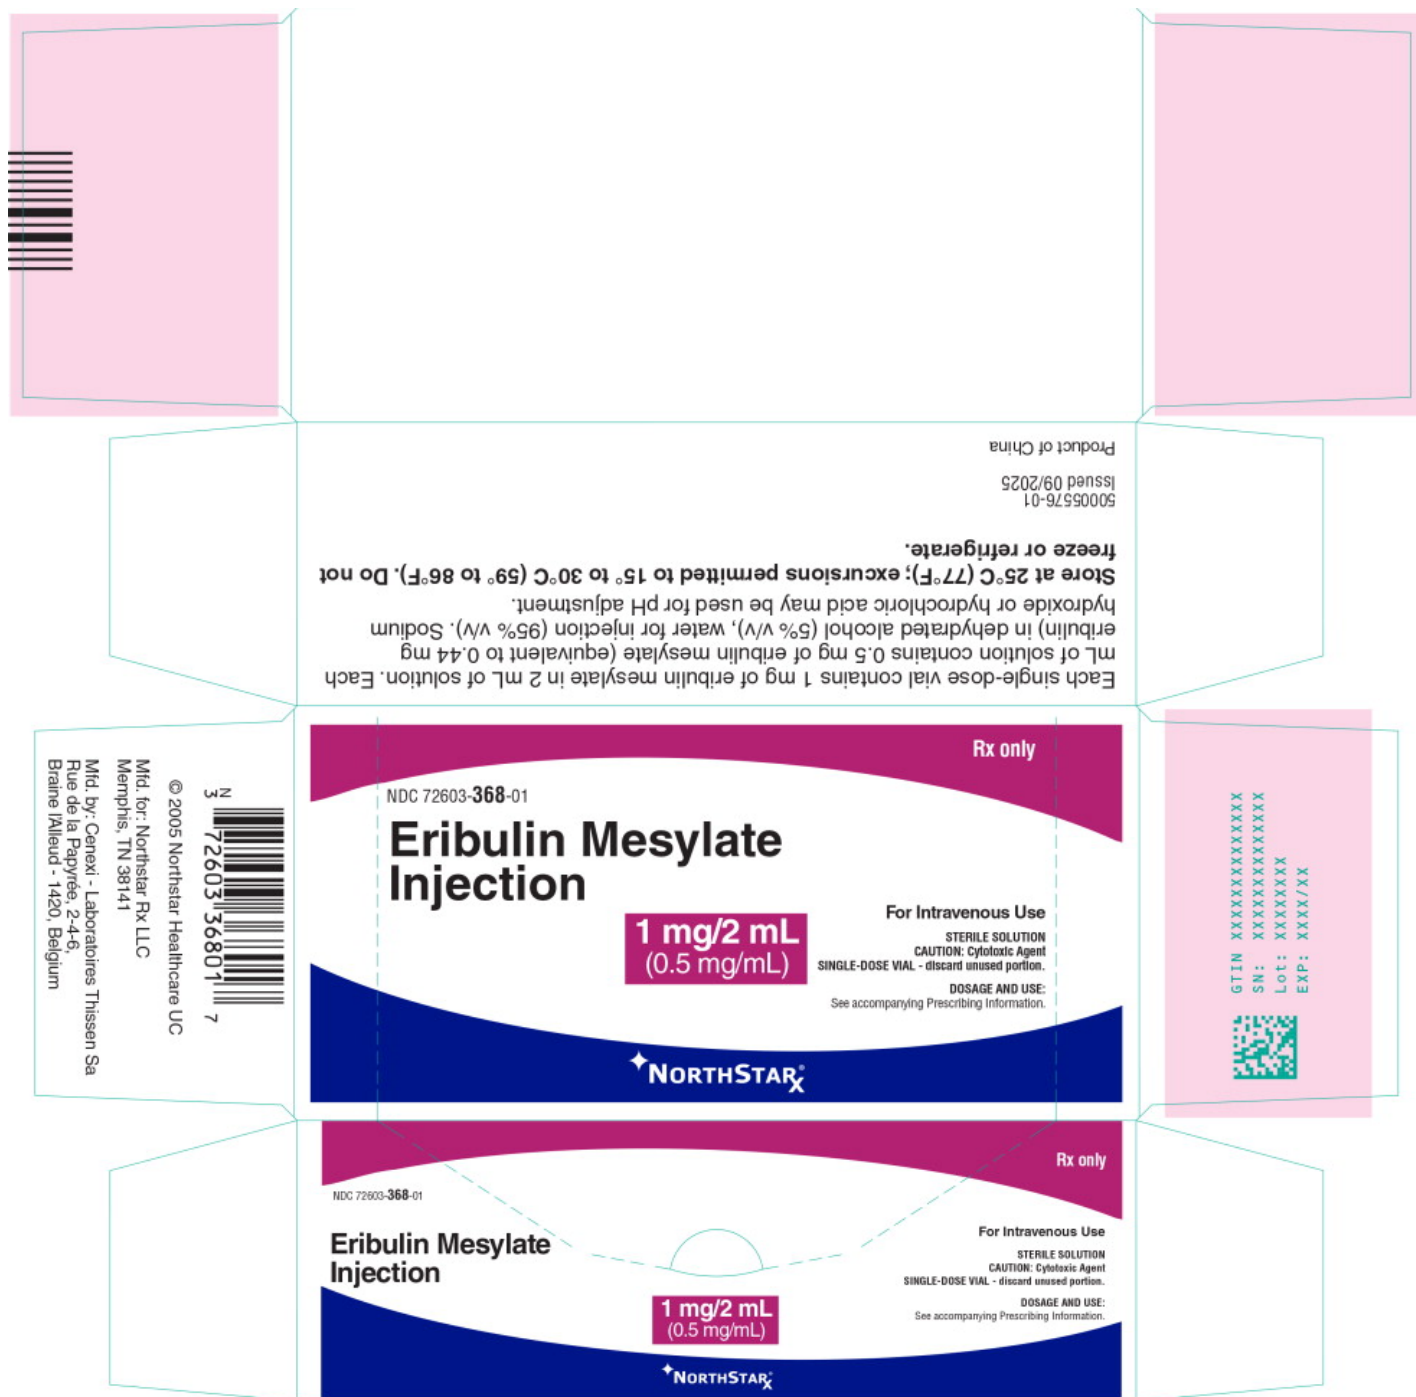 Product of China
50005576-01
Issued 09/2025
Each single-dose vial contains 1 mg of eribulin mesylate in 2 mL of solution. Each
mL of solution contains 0.5 mg of eribulin mesylate (equivalent to 0.44 mg
eribulin) in dehydrated alcohol (5% v/v), water for injection (95% v/v). Sodium
hydroxide or hydrochloric acid may be used for pH adjustment.
Store at 25°C (77°F); excursions permitted to 15° to 30°C (59° to 86°F). Do not
freeze or refrigerate.
Rx only
NDC 72603-368-01
Eribulin Mesylate
Injection
1 mg/2 mL
(0.5 mg/mL)
For Intravenous Use
STERILE SOLUTION
CAUTION: Cytotoxic Agent
SINGLE-DOSE VIAL - discard unused portion.
DOSAGE AND USE:
See accompanying Prescribing Information.
NORTHSTARx®
N
3 72603 36801 7
© 2005 Northstar Healthcare UC
Mfd. for: Northstar Rx LLC
Memphis, TN 38141
Mfd. by: Cenexi - Laboratoires Thissen Sa
Rue de la Papyrée, 2-4-6,
Braine l'Alleud - 1420, Belgium
GTIN XXXXXXXXXXXXXX
SN: XXXXXXXXXXXXXX
Lot: XXXXXXXX
EXP: XXXX/XX
Rx only
NDC 72603-368-01
Eribulin Mesylate
Injection
1 mg/2 mL
(0.5 mg/mL)
For Intravenous Use
STERILE SOLUTION
CAUTION: Cytotoxic Agent
SINGLE-DOSE VIAL - discard unused portion.
DOSAGE AND USE:
See accompanying Prescribing Information.
NORTHSTARx®